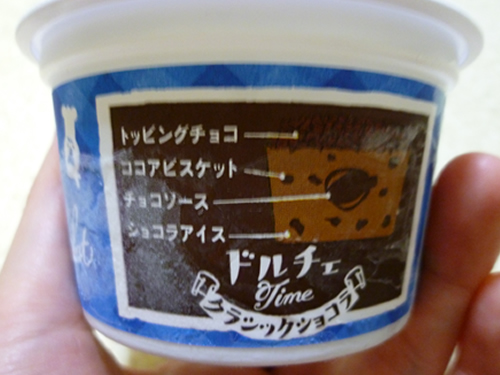 トッピングチョコ
ココアビスケット
チョコソース
ショコラアイス
ドルチェ
Time
クラシックショコラ